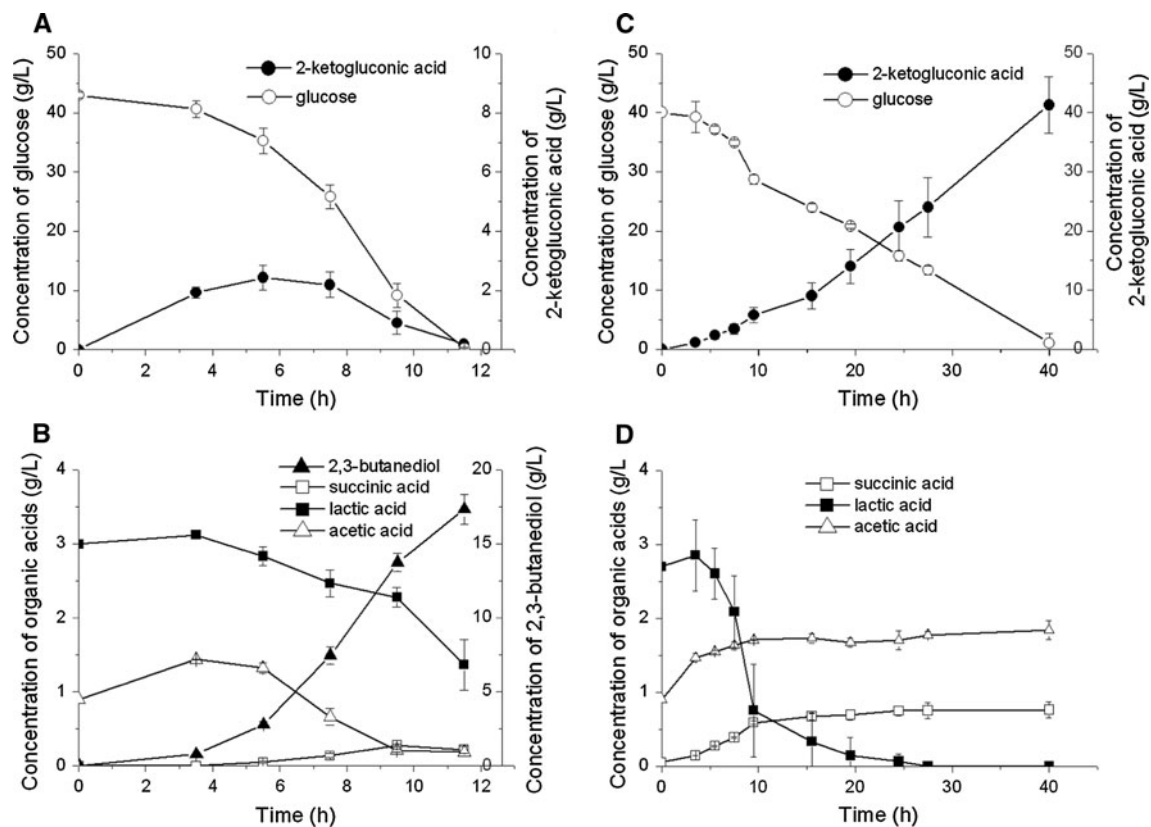 A
Concentration of glucose (g/L)
50
40
30
20
10
0
2-ketogluconic acid
glucose
10
8
6
4
2
0
Concentration of
2-ketogluconic acid (g/L)
0 2 4 6 8 10 12
Time (h)
C
Concentration of glucose (g/L)
50
40
30
20
10
0
2-ketogluconic acid
glucose
50
40
30
20
10
0
Concentration of
2-ketogluconic acid (g/L)
0 10 20 30 40
Time (h)
B
Concentration of organic acids (g/L)
4
3
2
1
0
2,3-butanediol
succinic acid
lactic acid
acetic acid
20
15
10
5
0
Concentration of 2,3-butanediol (g/L)
0 2 4 6 8 10 12
Time (h)
D
Concentration of organic acids (g/L)
4
3
2
1
0
succinic acid
lactic acid
acetic acid
0 10 20 30 40
Time (h)